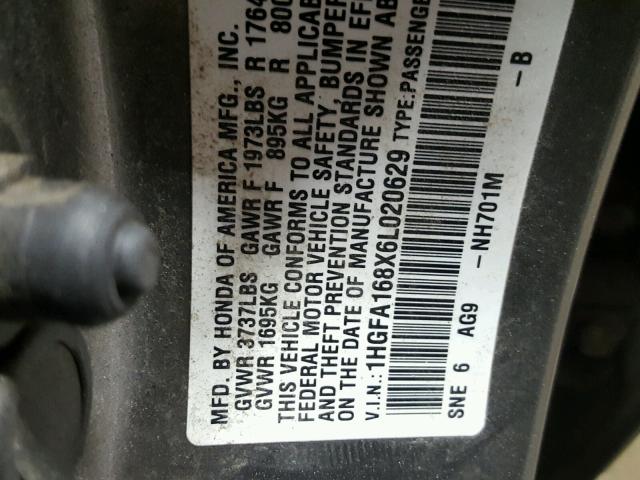 MFD. BY HONDA OF AMERICA MFG., INC.
GVWR 3737LBS GAWR F 1973LBS R 1764
GVWR 1695KG GAWR F 895KG R 800
THIS VEHICLE CONFORMS TO ALL APPLICABL
FEDERAL MOTOR VEHICLE SAFETY, BUMPER
AND THEFT PREVENTION STANDARDS IN EFF
ON THE DATE OF MANUFACTURE SHOWN AB
V.I.N.:1HGFA168X6L020629 TYPE:PASSENGE
SNE 6 AG9 -NH701M -B